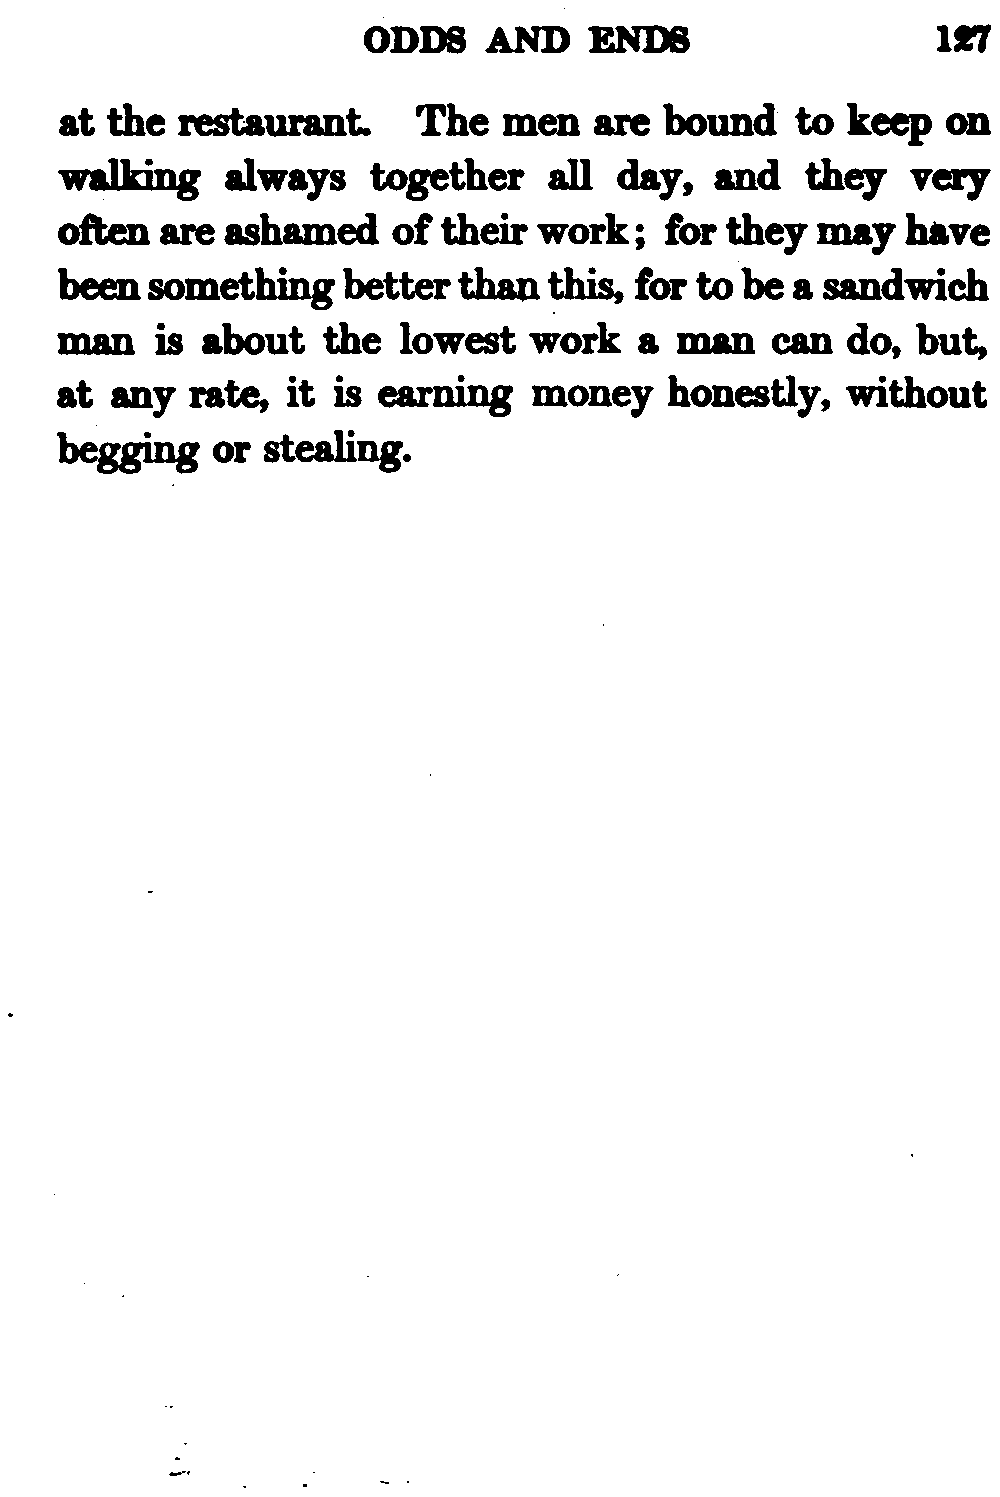 ODDS AND ENDS 127
at the restaurant. The men are bound to keep on
walking always together all day, and they very
often are ashamed of their work; for they may have
been something better than this, for to be a sandwich
man is about the lowest work a man can do, but,
at any rate, it is earning money honestly, without
begging or stealing.